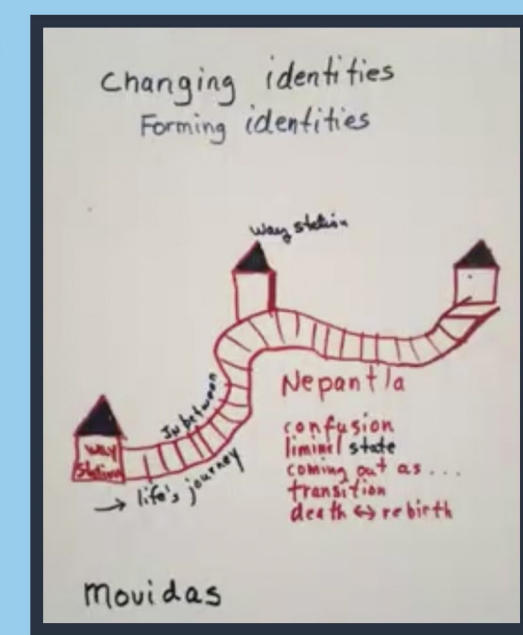 Changing identities
Forming identities
way station
Nepantla
confusion
liminal state
coming out as ...
transition
death ↔ rebirth
In between
way
Station
→ life's journey
Movidas